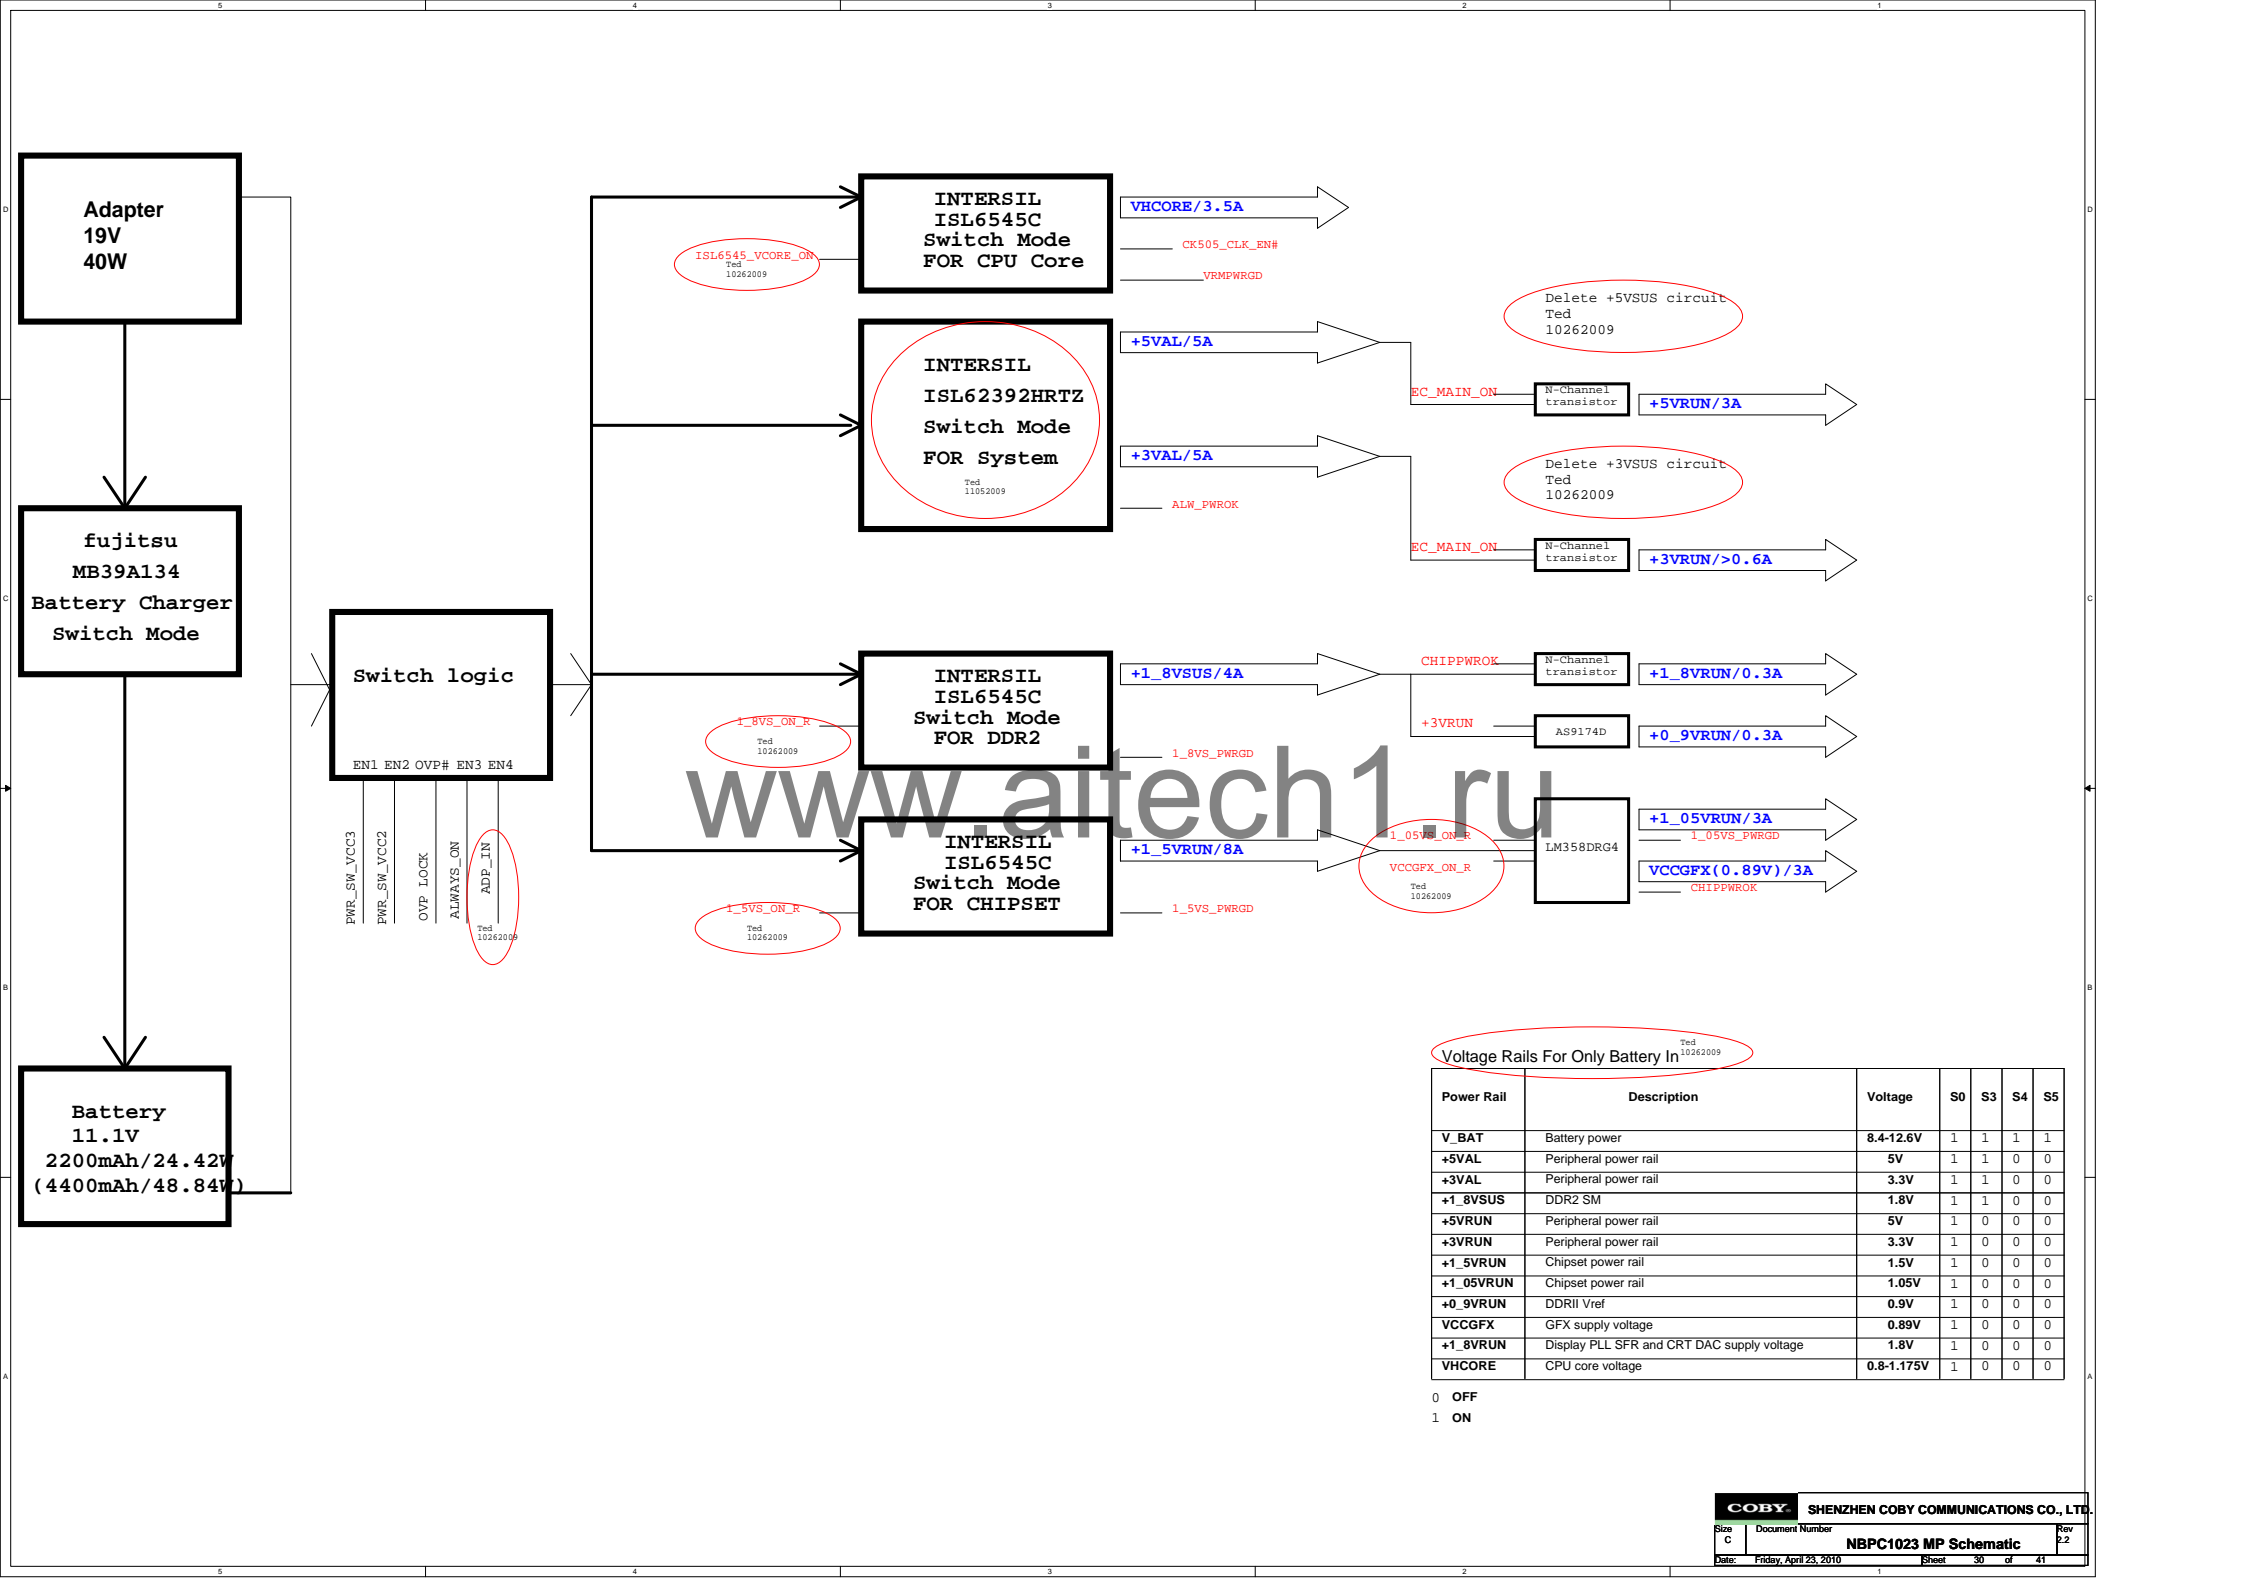 5 4 3 2 1
D
D
C
C
B
B
A
A
Adapter
19V
40W
fujitsu
MB39A134
Battery Charger
Switch Mode
Battery
11.1V
2200mAh/24.42W
(4400mAh/48.84W)
Switch logic
EN1 EN2 OVP# EN3 EN4
PWR_SW_VCC3
PWR_SW_VCC2
OVP LOCK
ALWAYS_ON
ADP_IN
Ted
10262009
INTERSIL
ISL6545C
Switch Mode
FOR CPU Core
ISL6545_VCORE_ON
Ted
10262009
VHCORE/3.5A
CK505_CLK_EN#
VRMPWRGD
INTERSIL
ISL62392HRTZ
Switch Mode
FOR System
Ted
11052009
+5VAL/5A
+3VAL/5A
ALW_PWROK
Delete +5VSUS circuit
Ted
10262009
EC_MAIN_ON
N-Channel
transistor
+5VRUN/3A
Delete +3VSUS circuit
Ted
10262009
EC_MAIN_ON
N-Channel
transistor
+3VRUN/>0.6A
INTERSIL
ISL6545C
Switch Mode
FOR DDR2
1_8VS_ON_R
Ted
10262009
+1_8VSUS/4A
1_8VS_PWRGD
CHIPPWROK
N-Channel
transistor
+1_8VRUN/0.3A
+3VRUN
AS9174D
+0_9VRUN/0.3A
www.aitech1.ru
INTERSIL
ISL6545C
Switch Mode
FOR CHIPSET
1_5VS_ON_R
Ted
10262009
+1_5VRUN/8A
1_5VS_PWRGD
1_05VS_ON_R
VCCGFX_ON_R
Ted
10262009
LM358DRG4
+1_05VRUN/3A
1_05VS_PWRGD
VCCGFX(0.89V)/3A
CHIPPWROK
Voltage Rails For Only Battery In
Ted
10262009
Power Rail Description Voltage S0 S3 S4 S5
V_BAT Battery power 8.4-12.6V 1 1 1 1
+5VAL Peripheral power rail 5V 1 1 0 0
+3VAL Peripheral power rail 3.3V 1 1 0 0
+1_8VSUS DDR2 SM 1.8V 1 1 0 0
+5VRUN Peripheral power rail 5V 1 0 0 0
+3VRUN Peripheral power rail 3.3V 1 0 0 0
+1_5VRUN Chipset power rail 1.5V 1 0 0 0
+1_05VRUN Chipset power rail 1.05V 1 0 0 0
+0_9VRUN DDRII Vref 0.9V 1 0 0 0
VCCGFX GFX supply voltage 0.89V 1 0 0 0
+1_8VRUN Display PLL SFR and CRT DAC supply voltage 1.8V 1 0 0 0
VHCORE CPU core voltage 0.8-1.175V 1 0 0 0
0 OFF
1 ON
COBY® SHENZHEN COBY COMMUNICATIONS CO., LTD.
Size Document Number Rev
C NBPC1023 MP Schematic 2.2
Date: Friday, April 23, 2010 Sheet 30 of 41
5 4 3 2 1